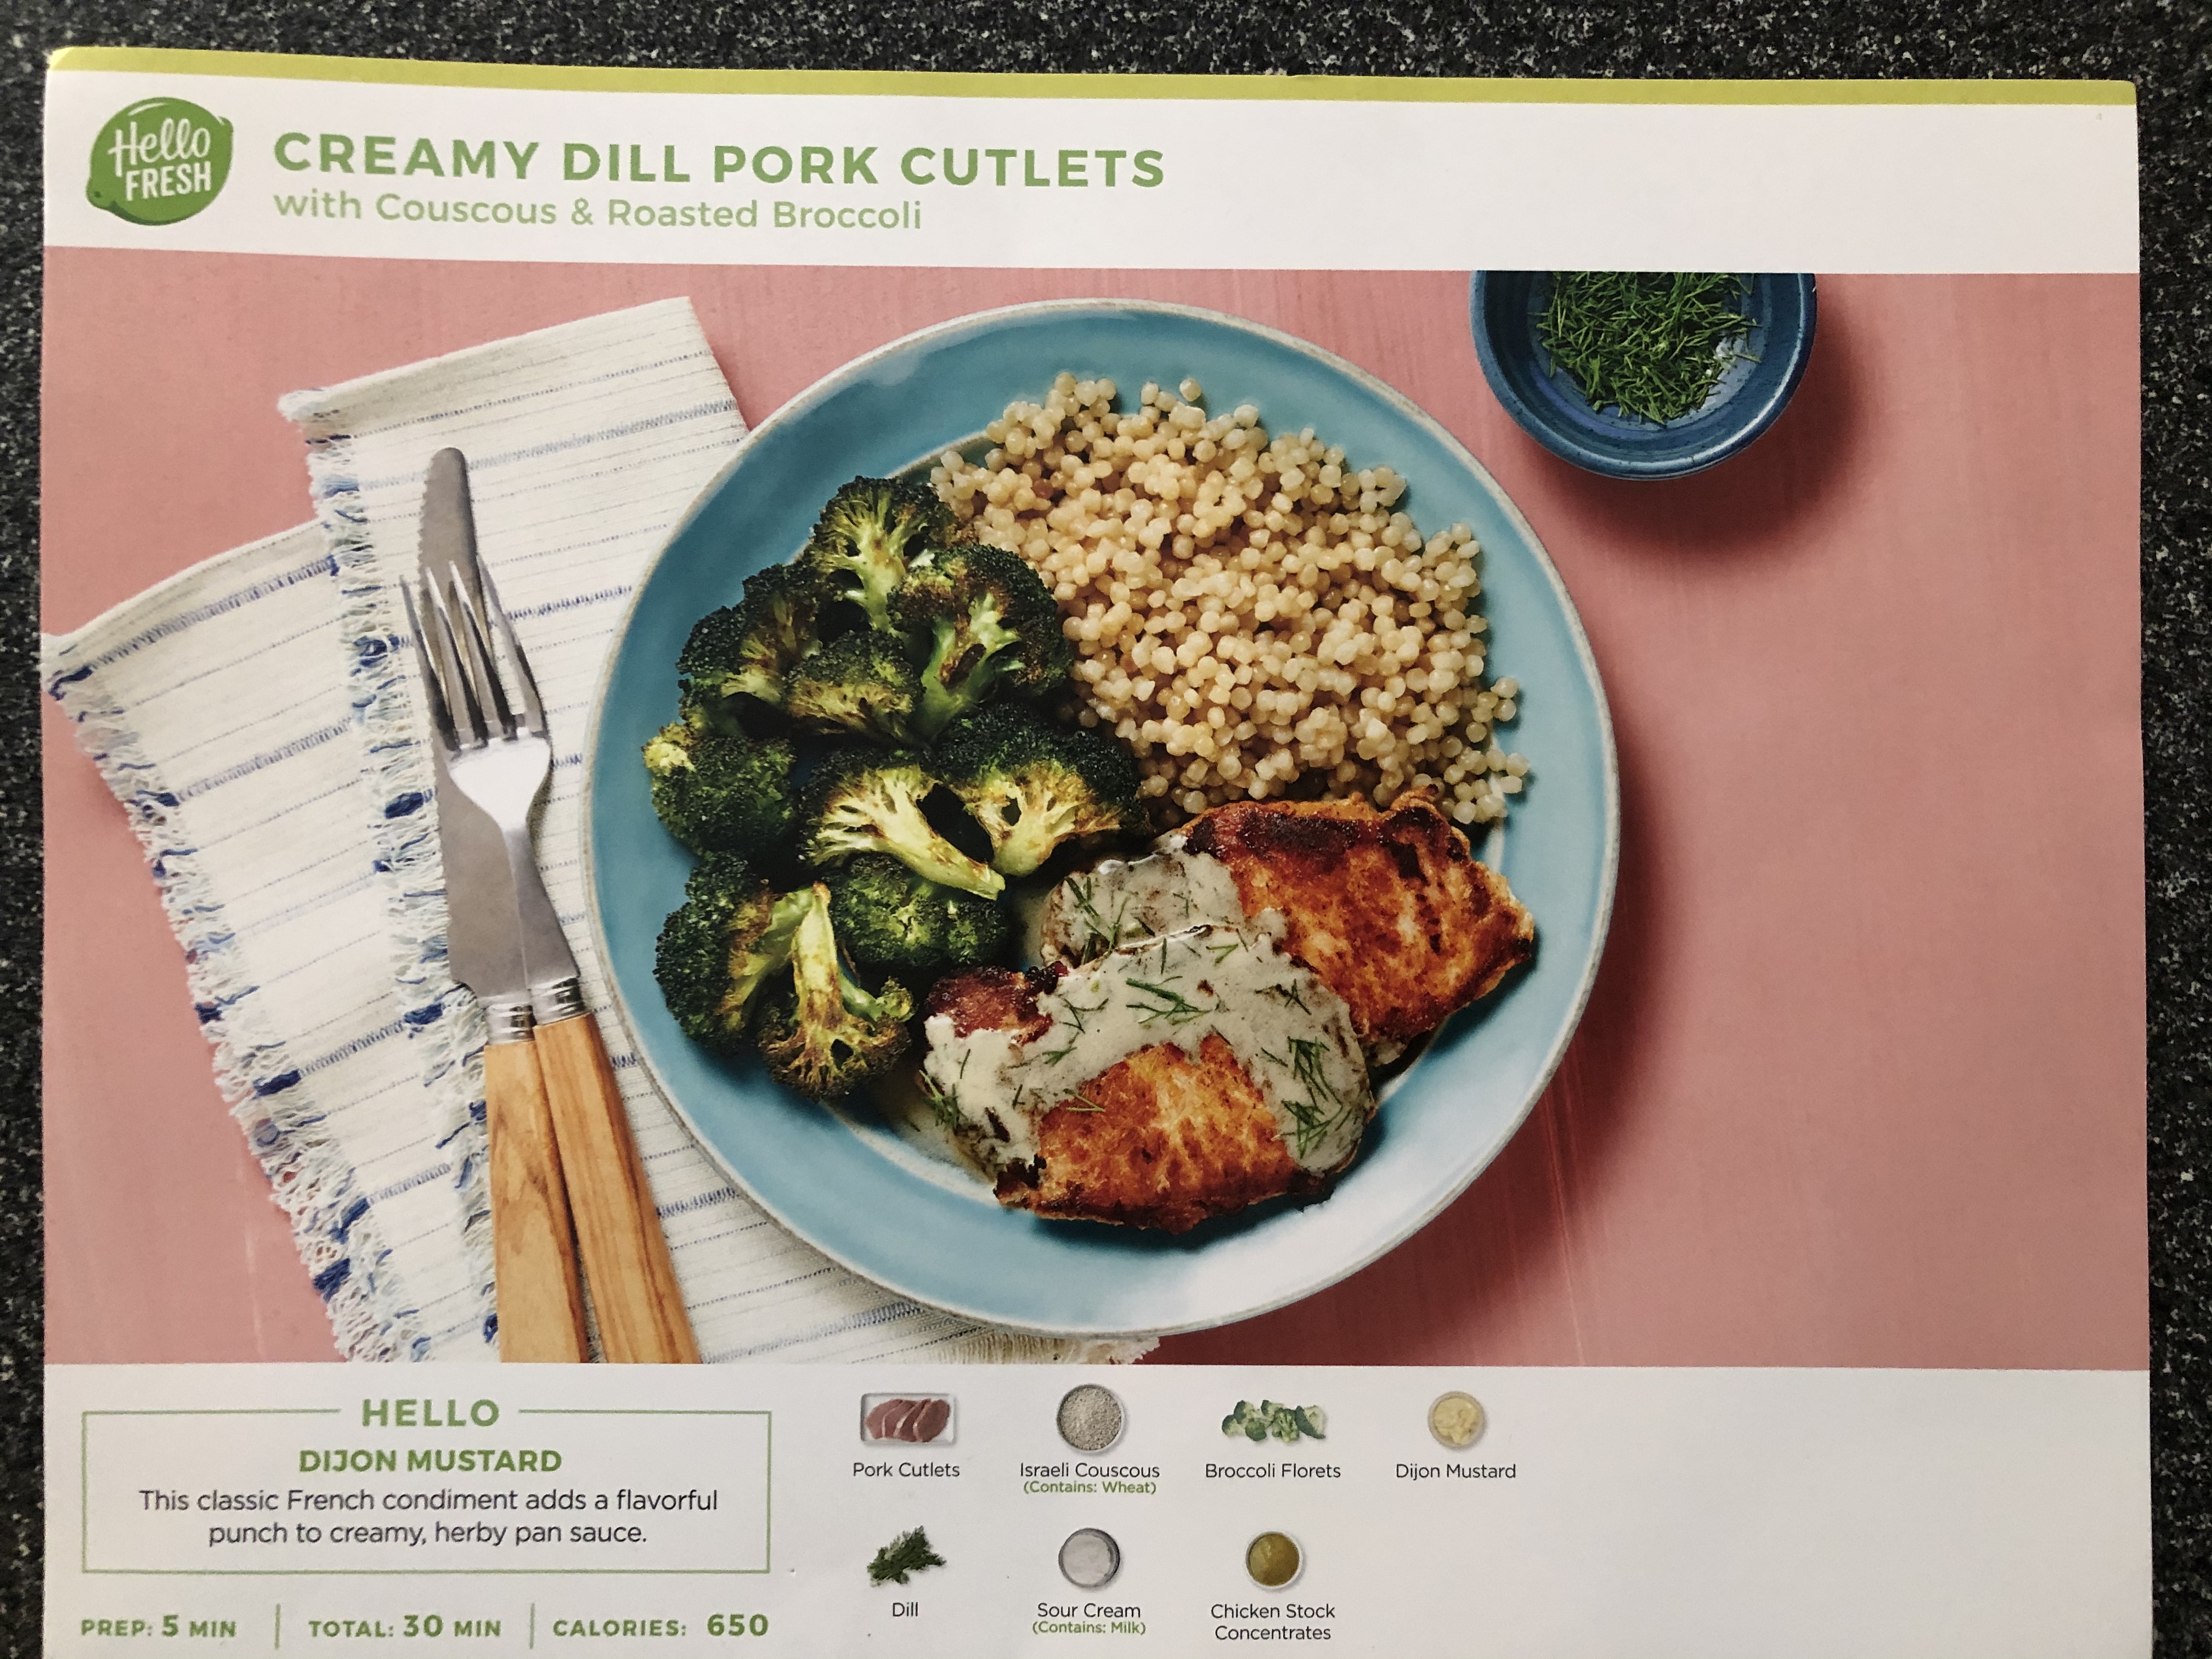 Hello
FRESH
CREAMY DILL PORK CUTLETS
with Couscous & Roasted Broccoli
HELLO
DIJON MUSTARD
This classic French condiment adds a flavorful
punch to creamy, herby pan sauce.
PREP: 5 MIN | TOTAL: 30 MIN | CALORIES: 650
Pork Cutlets
Israeli Couscous
(Contains: Wheat)
Broccoli Florets
Dijon Mustard
Dill
Sour Cream
(Contains: Milk)
Chicken Stock
Concentrates